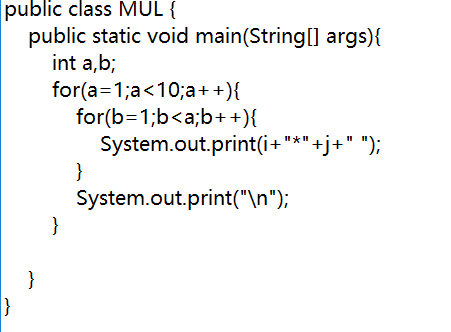 public class MUL {
public static void main(String[] args){
int a,b;
for(a=1;a<10;a++){
for(b=1;b<a;b++){
System.out.print(i+"*"+j+" ");
}
System.out.print("\n");
}
}
}